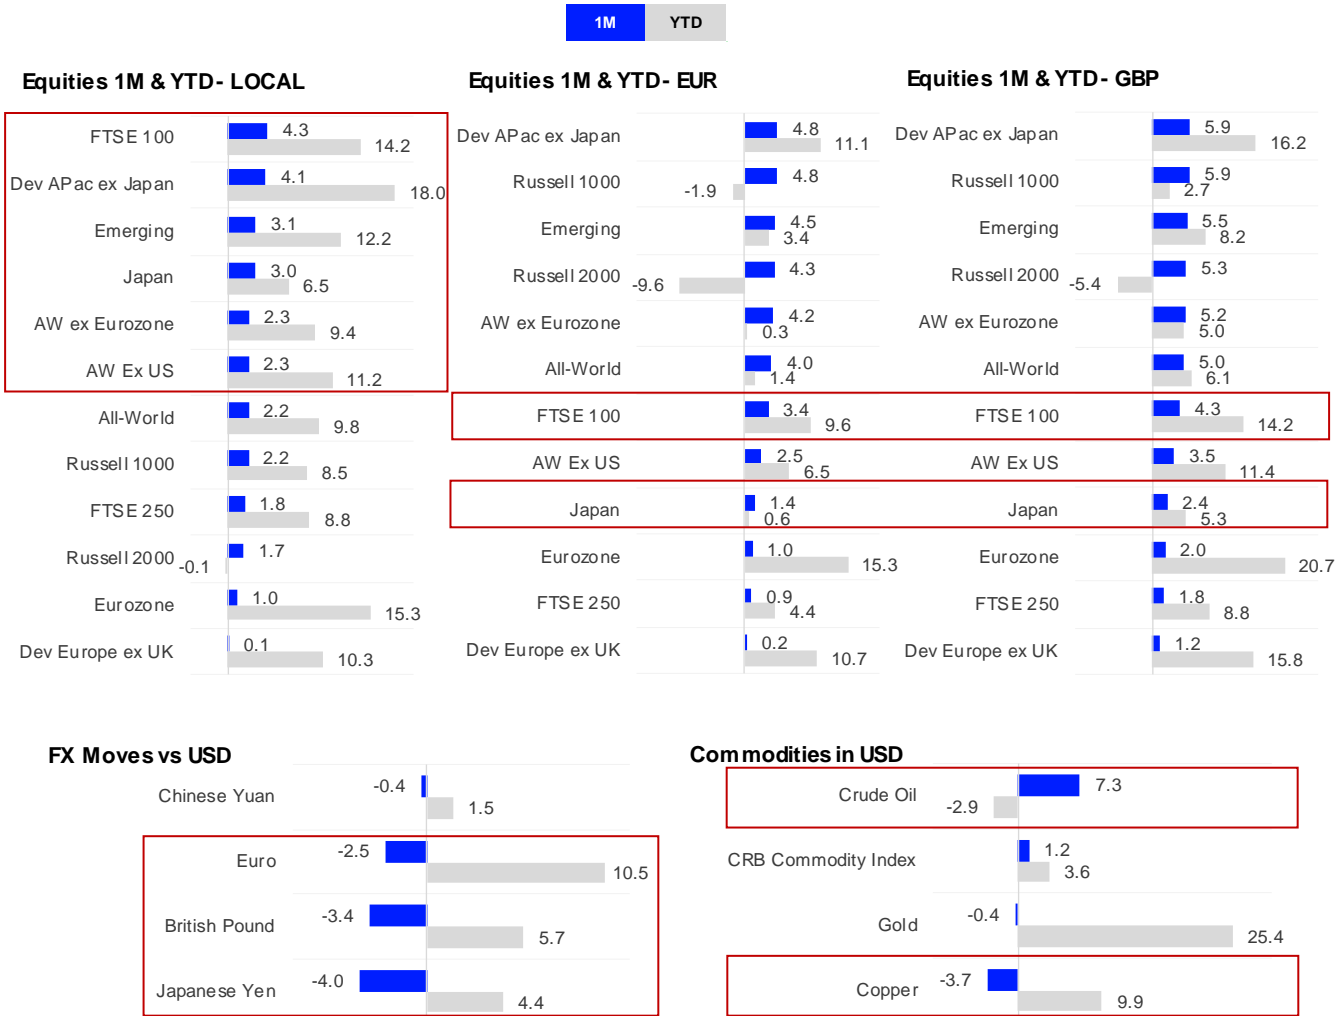 1M YTD
Equities 1M & YTD - LOCAL
FTSE 100 4.3
14.2
Dev APac ex Japan 4.1
18.0
Emerging 3.1
12.2
Japan 3.0
6.5
AW ex Eurozone 2.3
9.4
AW Ex US 2.3
11.2
All-World 2.2
9.8
Russell 1000 2.2
8.5
FTSE 250 1.8
8.8
Russell 2000 1.7
-0.1
Eurozone 1.0
15.3
Dev Europe ex UK 0.1
10.3
Equities 1M & YTD - EUR
Dev APac ex Japan 4.8
11.1
Russell 1000 4.8
-1.9
Emerging 4.5
3.4
Russell 2000 4.3
-9.6
AW ex Eurozone 4.2
0.3
All-World 4.0
1.4
FTSE 100 3.4
9.6
AW Ex US 2.5
6.5
Japan 1.4
0.6
Eurozone 1.0
15.3
FTSE 250 0.9
4.4
Dev Europe ex UK 0.2
10.7
Equities 1M & YTD - GBP
Dev APac ex Japan 5.9
16.2
Russell 1000 5.9
2.7
Emerging 5.5
8.2
Russell 2000 5.3
-5.4
AW ex Eurozone 5.2
5.0
All-World 5.0
6.1
FTSE 100 4.3
14.2
AW Ex US 3.5
11.4
Japan 2.4
5.3
Eurozone 2.0
20.7
FTSE 250 1.8
8.8
Dev Europe ex UK 1.2
15.8
FX Moves vs USD
Chinese Yuan -0.4
1.5
Euro -2.5
10.5
British Pound -3.4
5.7
Japanese Yen -4.0
4.4
Commodities in USD
Crude Oil 7.3
-2.9
CRB Commodity Index 1.2
3.6
Gold -0.4
25.4
Copper -3.7
9.9